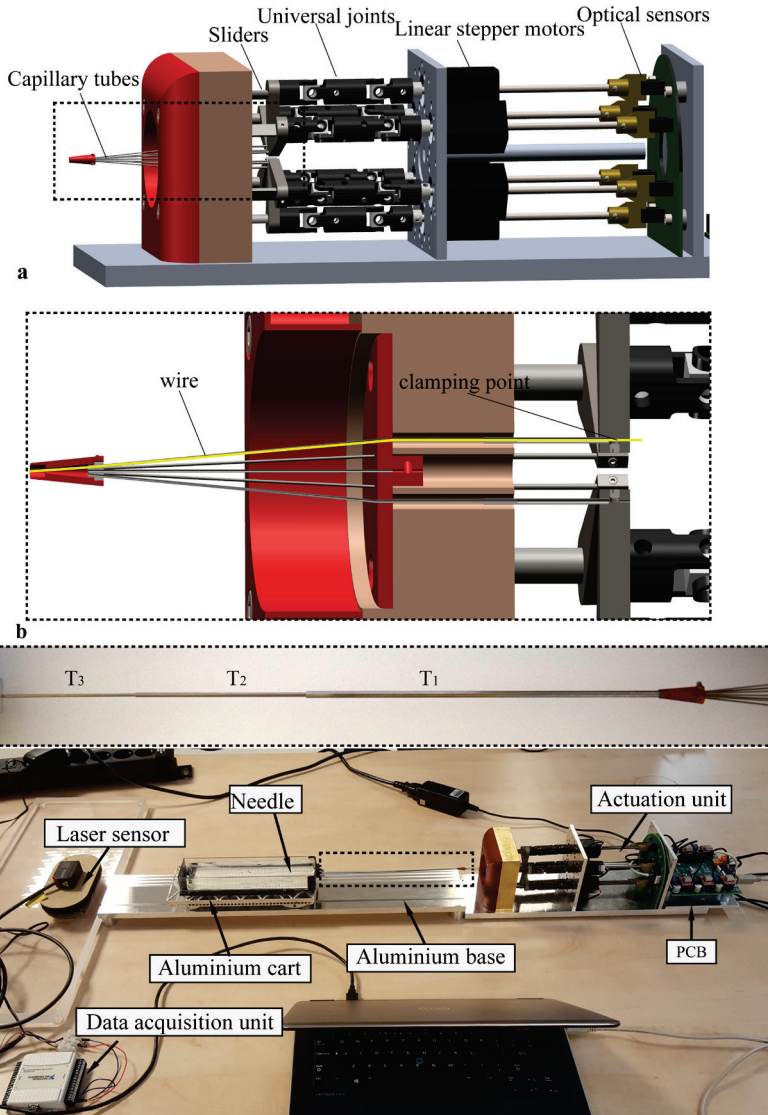 Optical sensors
Universal joints
Linear stepper motors
Sliders
Capillary tubes
a
wire
clamping point
b
T3
T2
T1
Needle
Actuation unit
Laser sensor
PCB
Aluminium base
Aluminium cart
Data acquisition unit